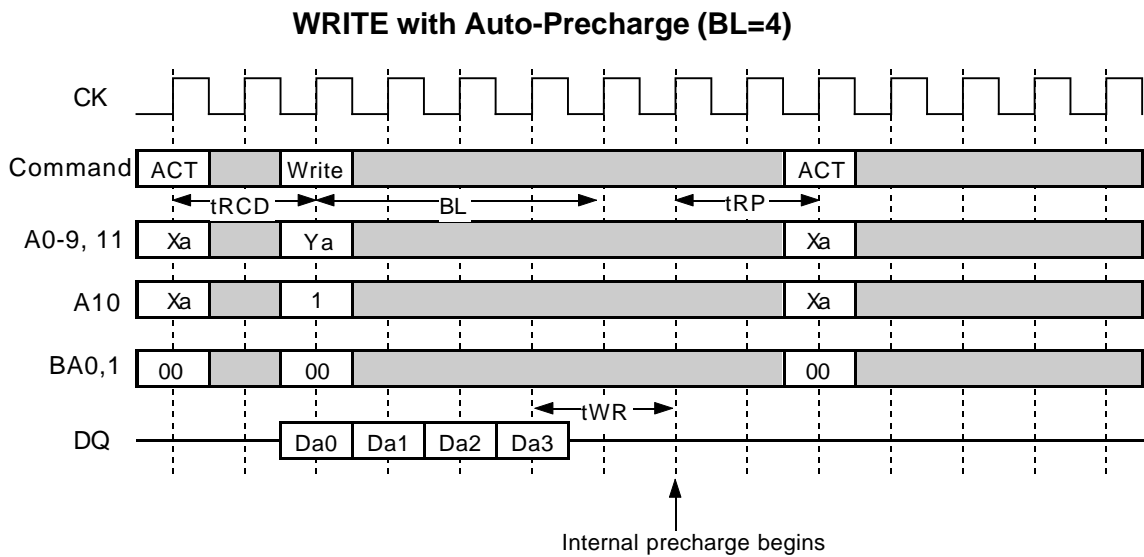 WRITE with Auto-Precharge (BL=4)
CK
Command ACT Write ACT
tRCD BL tRP
A0-9, 11 Xa Ya Xa
A10 Xa 1 Xa
BA0,1 00 00 00
tWR
DQ Da0 Da1 Da2 Da3
Internal precharge begins